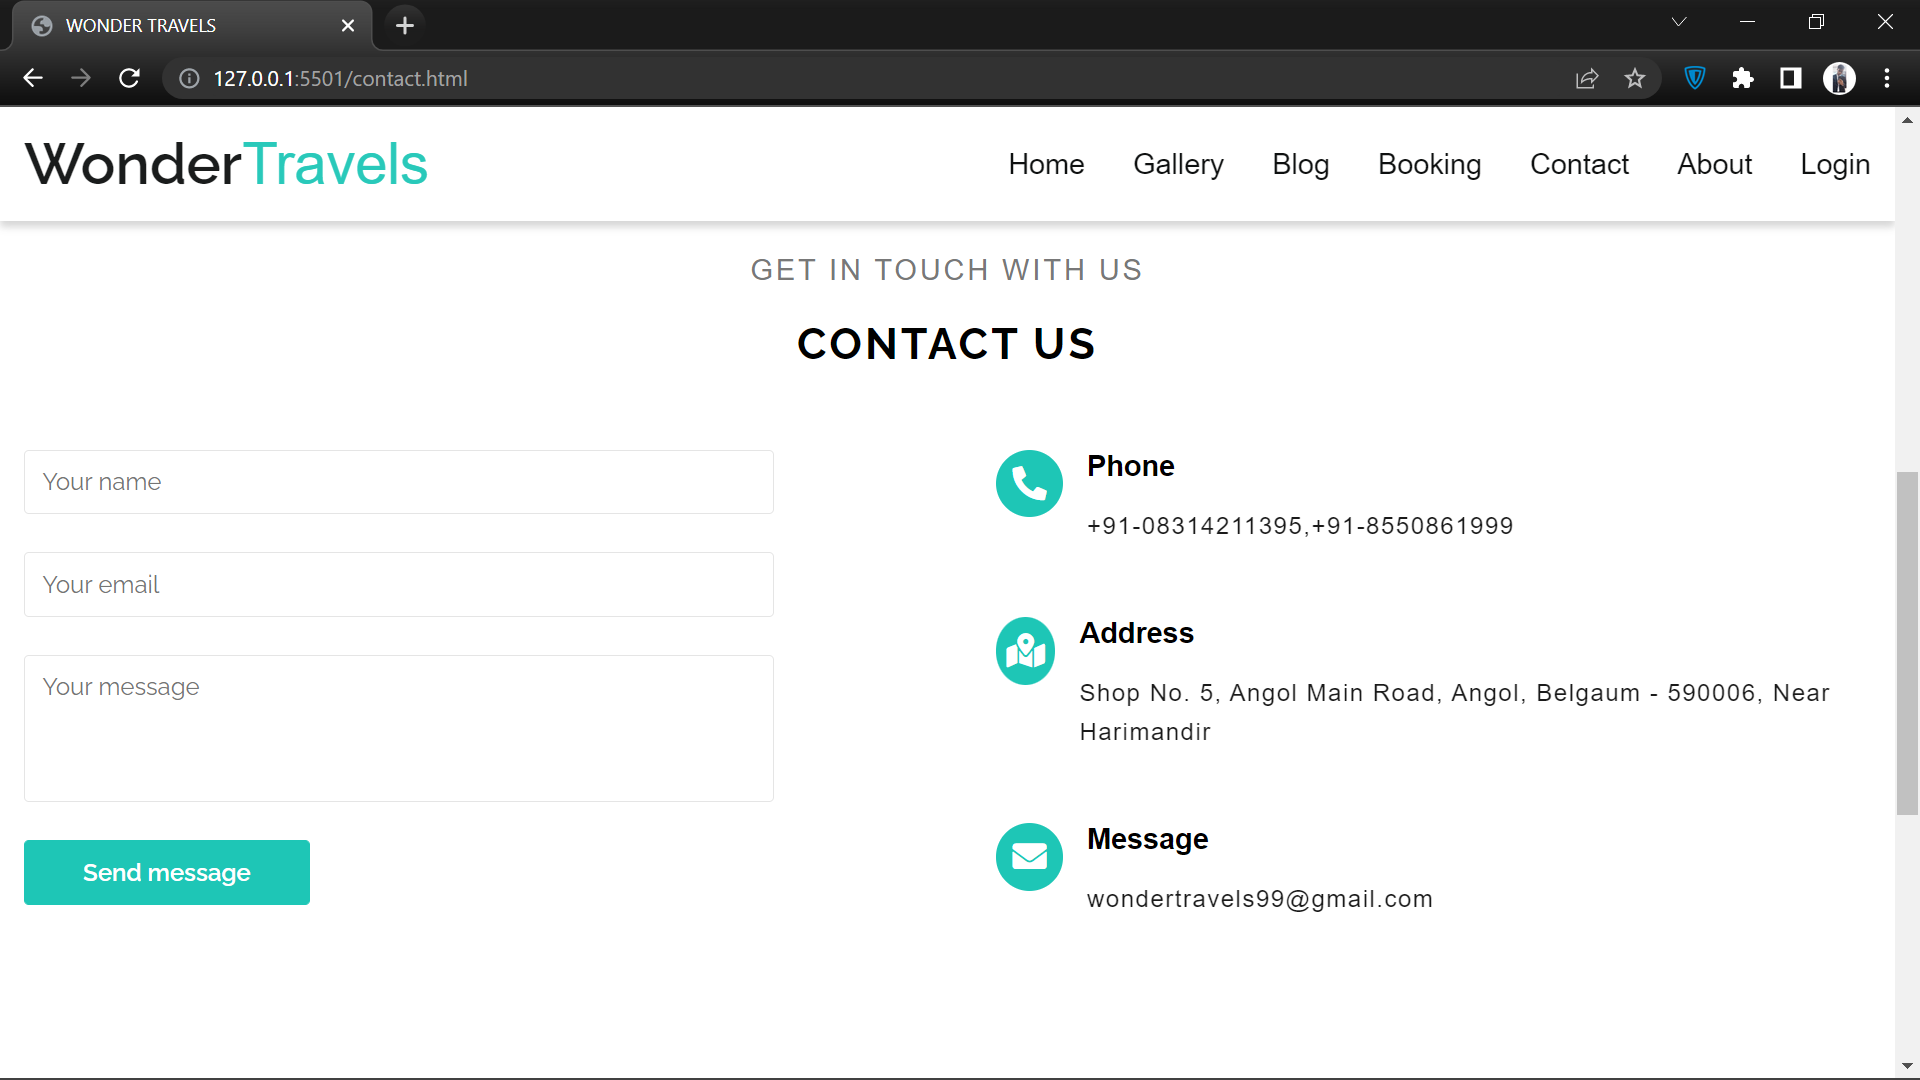 WONDER TRAVELS
127.0.0.1:5501/contact.html
WonderTravels
Home Gallery Blog Booking Contact About Login
GET IN TOUCH WITH US
CONTACT US
Your name
Your email
Your message
Send message
Phone
+91-08314211395,+91-8550861999
Address
Shop No. 5, Angol Main Road, Angol, Belgaum - 590006, Near
Harimandir
Message
wondertravels99@gmail.com